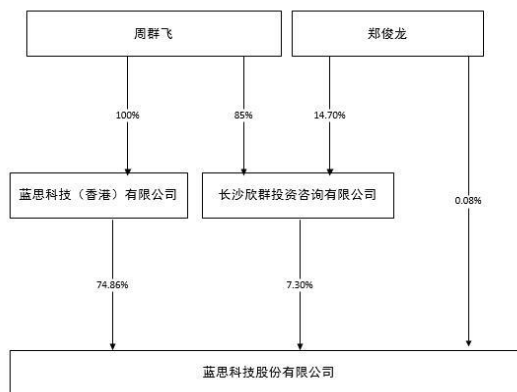 周群飞
郑俊龙
100%
85%
14.70%
蓝思科技（香港）有限公司
长沙欣群投资咨询有限公司
0.08%
74.86%
7.30%
蓝思科技股份有限公司